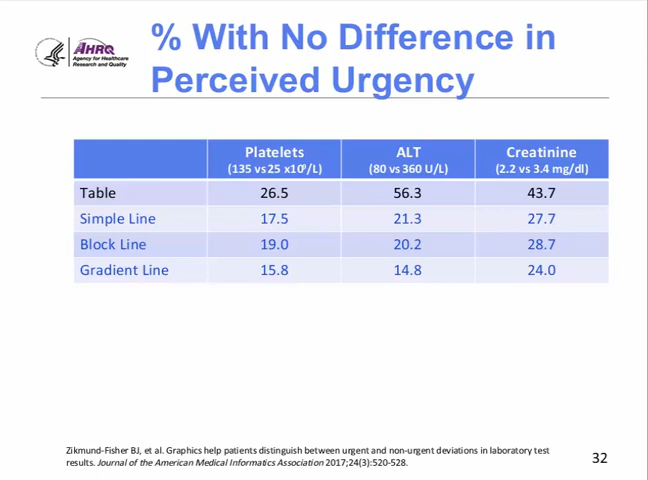 % With No Difference in
Perceived Urgency
AHRQ
Agency for Healthcare
Research and Quality
Platelets ALT Creatinine
(135 vs 25 x10⁹/L) (80 vs 360 U/L) (2.2 vs 3.4 mg/dl)
Table 26.5 56.3 43.7
Simple Line 17.5 21.3 27.7
Block Line 19.0 20.2 28.7
Gradient Line 15.8 14.8 24.0
Zikmund-Fisher BJ, et al. Graphics help patients distinguish between urgent and non-urgent deviations in laboratory test
results. Journal of the American Medical Informatics Association 2017;24(3):520-528.
32